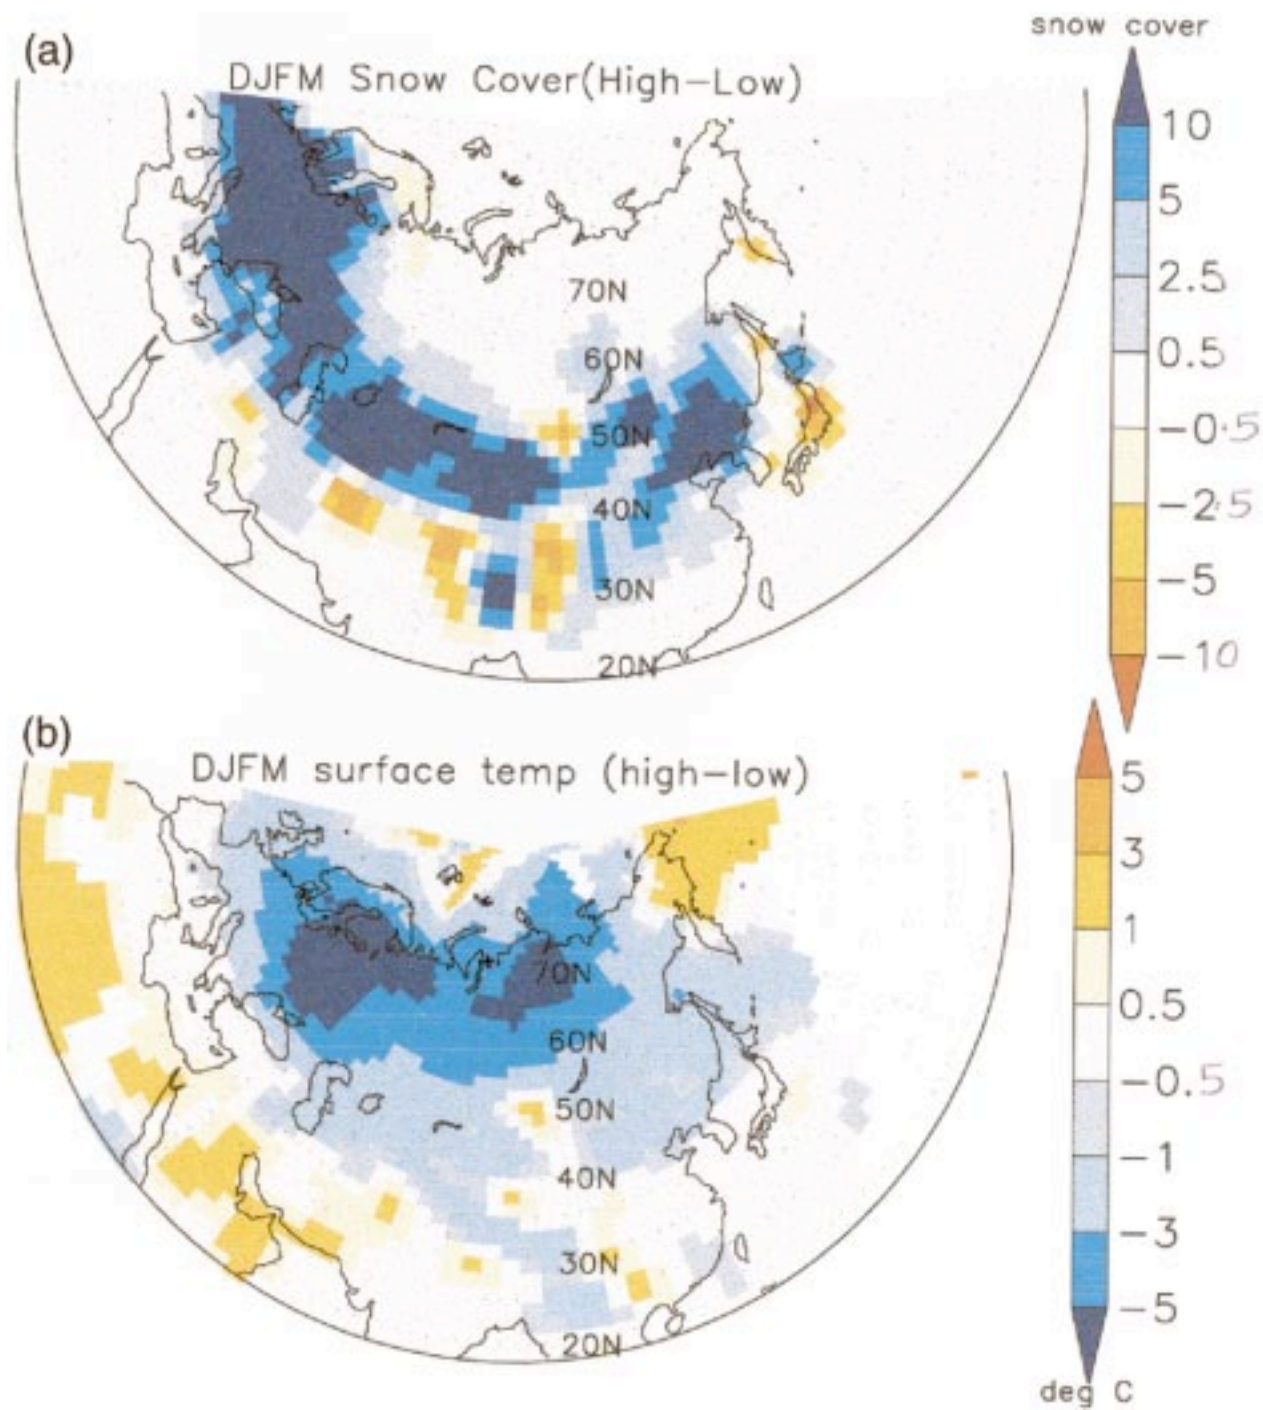 (a)
snow cover
DJFM Snow Cover(High-Low)
10
5
2.5
0.5
-0.5
-2.5
-5
-10
70N
60N
50N
40N
30N
20N
(b)
DJFM surface temp (high-low)
5
3
1
0.5
-0.5
-1
-3
-5
deg C
70N
60N
50N
40N
30N
20N